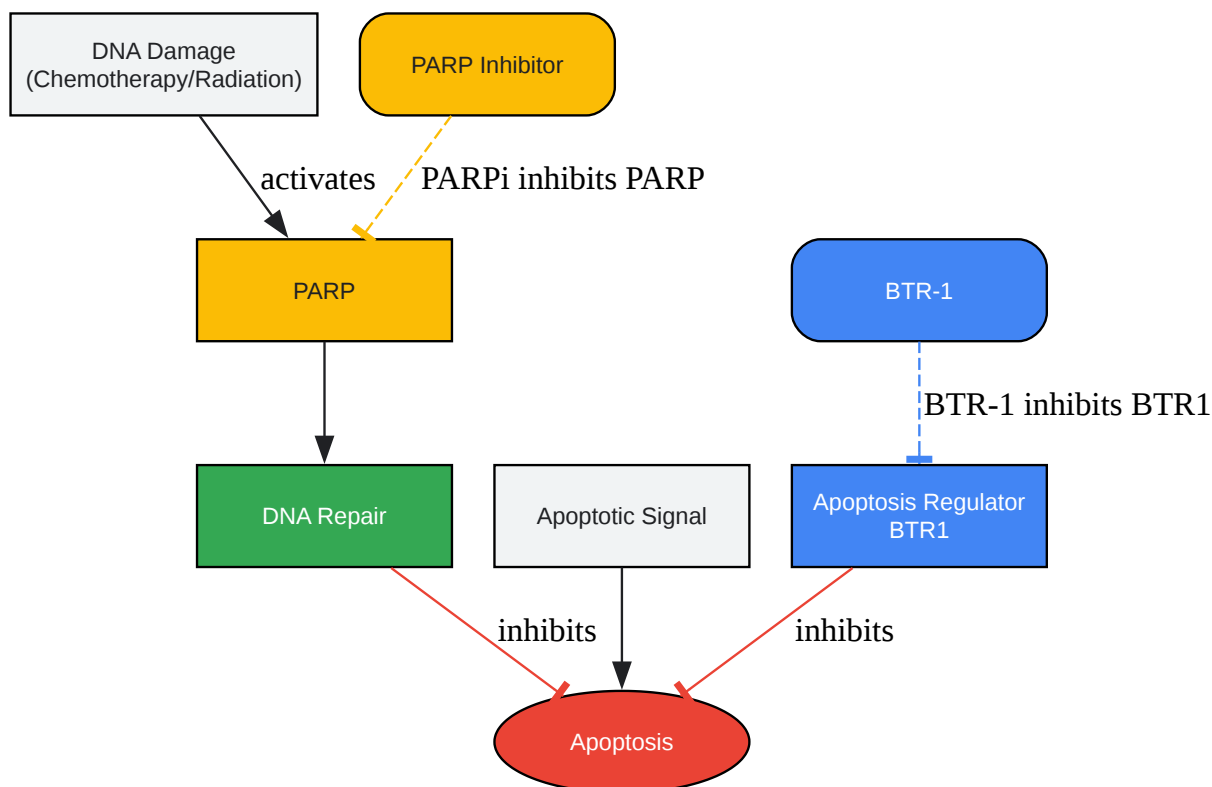 DNA Damage
(Chemotherapy/Radiation)
PARP Inhibitor
activates
PARPi inhibits PARP
PARP
BTR-1
BTR-1 inhibits BTR1
DNA Repair
Apoptotic Signal
Apoptosis Regulator
BTR1
inhibits
inhibits
Apoptosis